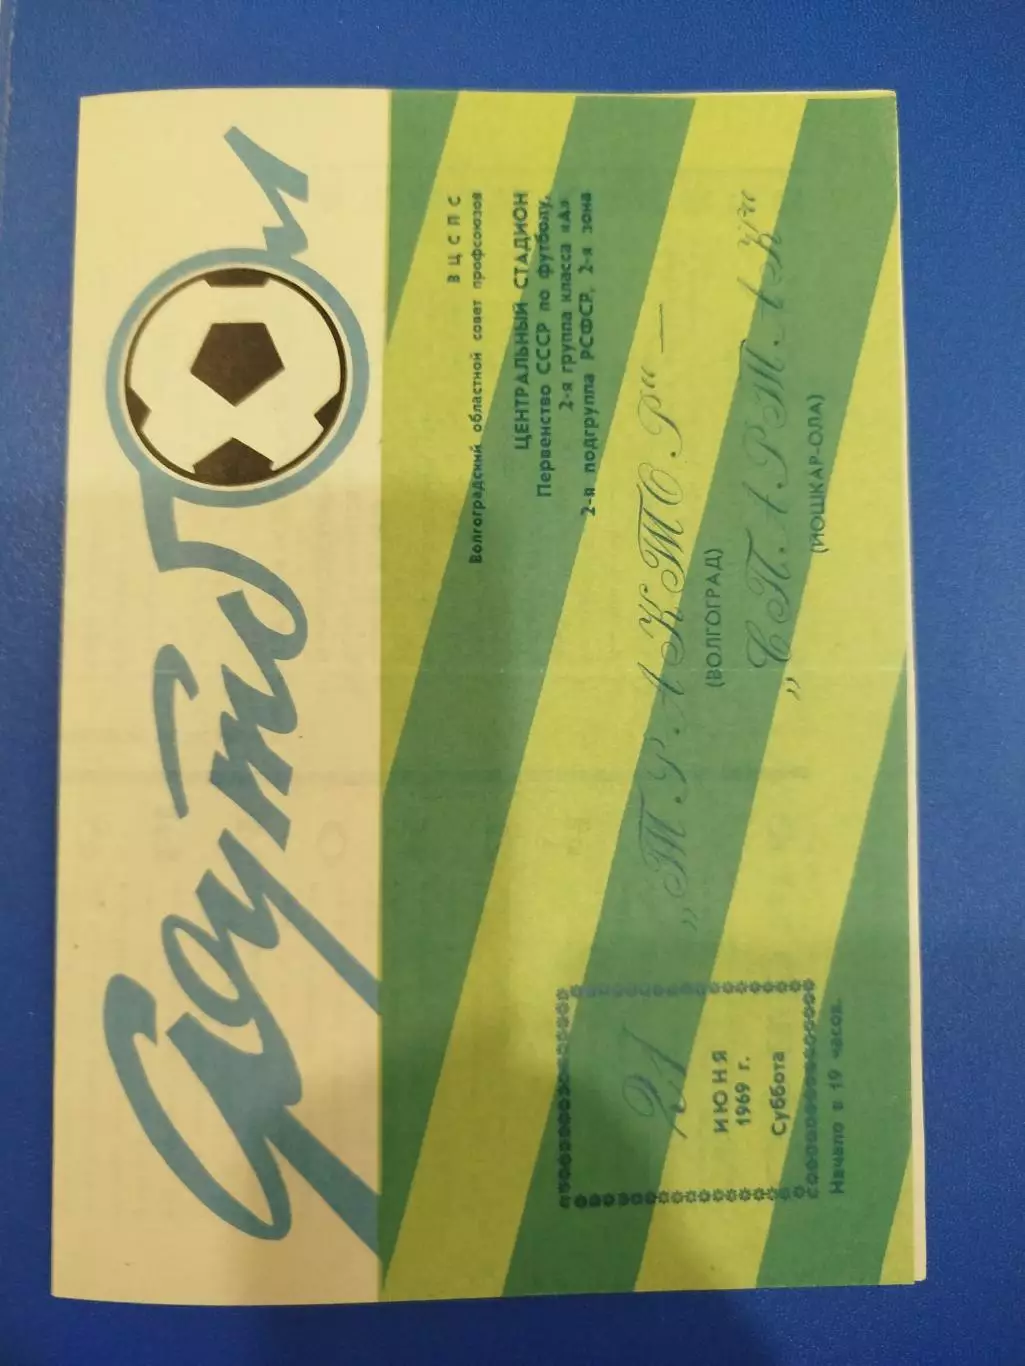 Футбол
ВЦСПС
Волгоградский областной совет профсоюзов
ЦЕНТРАЛЬНЫЙ СТАДИОН
Первенство СССР по футболу,
2-я группа класса «А»
2-я подгруппа РСФСР, 2-я зона
„ТРАКТОР“ —
(ВОЛГОГРАД)
„СПАРТАК“
(ЙОШКАР-ОЛА)
21
ИЮНЯ
1969 г.
Суббота
Начало в 19 часов.